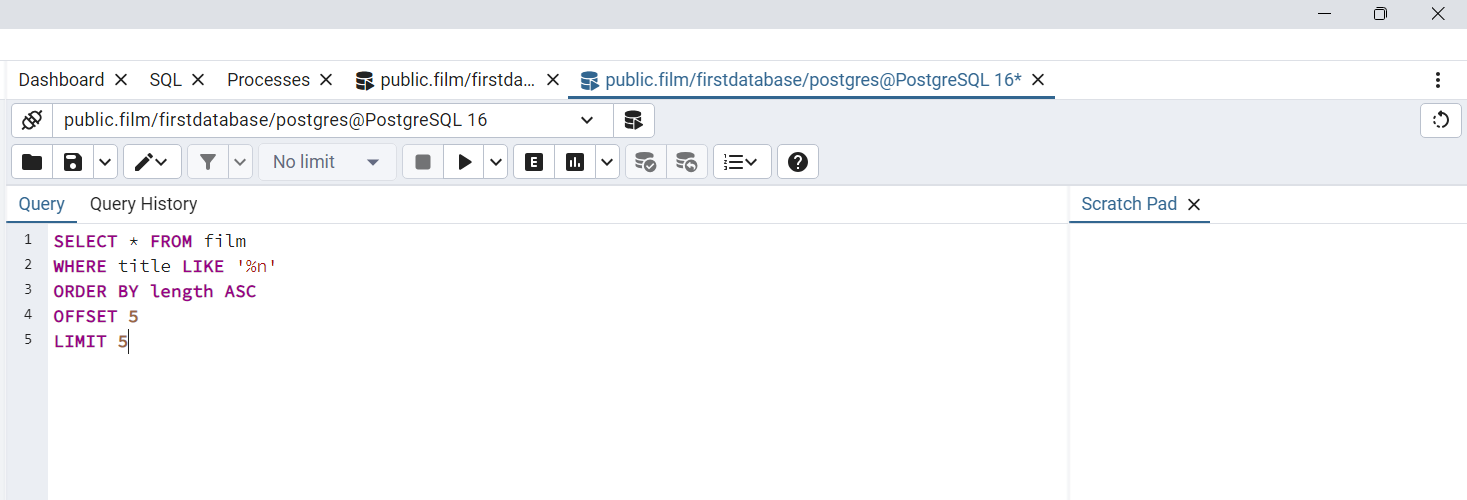 Dashboard SQL Processes public.film/firstda... public.film/firstdatabase/postgres@PostgreSQL 16*
public.film/firstdatabase/postgres@PostgreSQL 16
No limit E
Query Query History Scratch Pad
1 SELECT * FROM film
2 WHERE title LIKE '%n'
3 ORDER BY length ASC
4 OFFSET 5
5 LIMIT 5